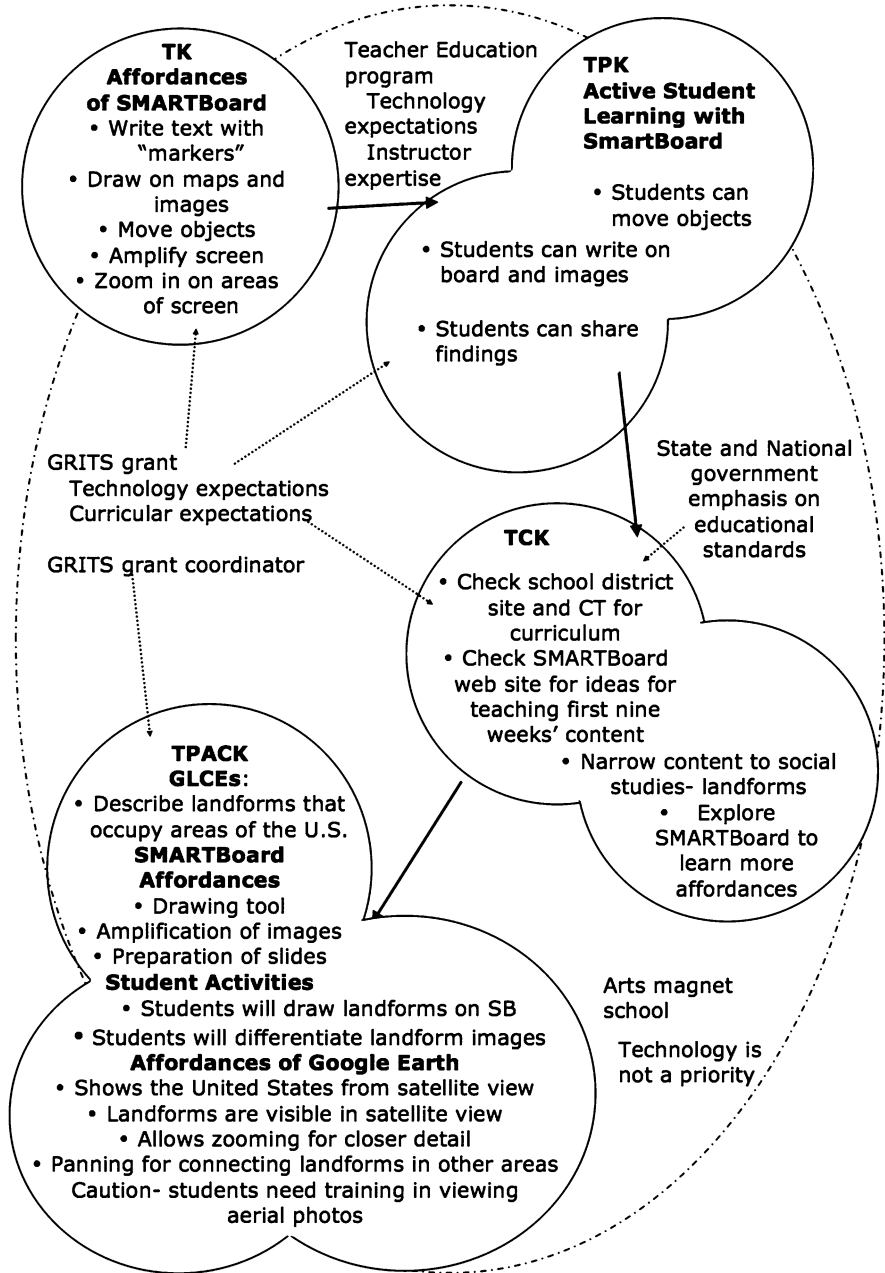 TK
Affordances
of SMARTBoard
• Write text with
“markers”
• Draw on maps and
images
• Move objects
• Amplify screen
• Zoom in on areas
of screen
Teacher Education
program
Technology
expectations
Instructor
expertise
TPK
Active Student
Learning with
SmartBoard
• Students can
move objects
• Students can write on
board and images
• Students can share
findings
GRITS grant
Technology expectations
Curricular expectations
GRITS grant coordinator
State and National
government
emphasis on
educational
standards
TCK
• Check school district
site and CT for
curriculum
• Check SMARTBoard
web site for ideas for
teaching first nine
weeks’ content
• Narrow content to social
studies- landforms
• Explore
SMARTBoard to
learn more
affordances
TPACK
GLCEs:
• Describe landforms that
occupy areas of the U.S.
SMARTBoard
Affordances
• Drawing tool
• Amplification of images
• Preparation of slides
Student Activities
• Students will draw landforms on SB
• Students will differentiate landform images
Affordances of Google Earth
• Shows the United States from satellite view
• Landforms are visible in satellite view
• Allows zooming for closer detail
• Panning for connecting landforms in other areas
Caution- students need training in viewing
aerial photos
Arts magnet
school
Technology is
not a priority